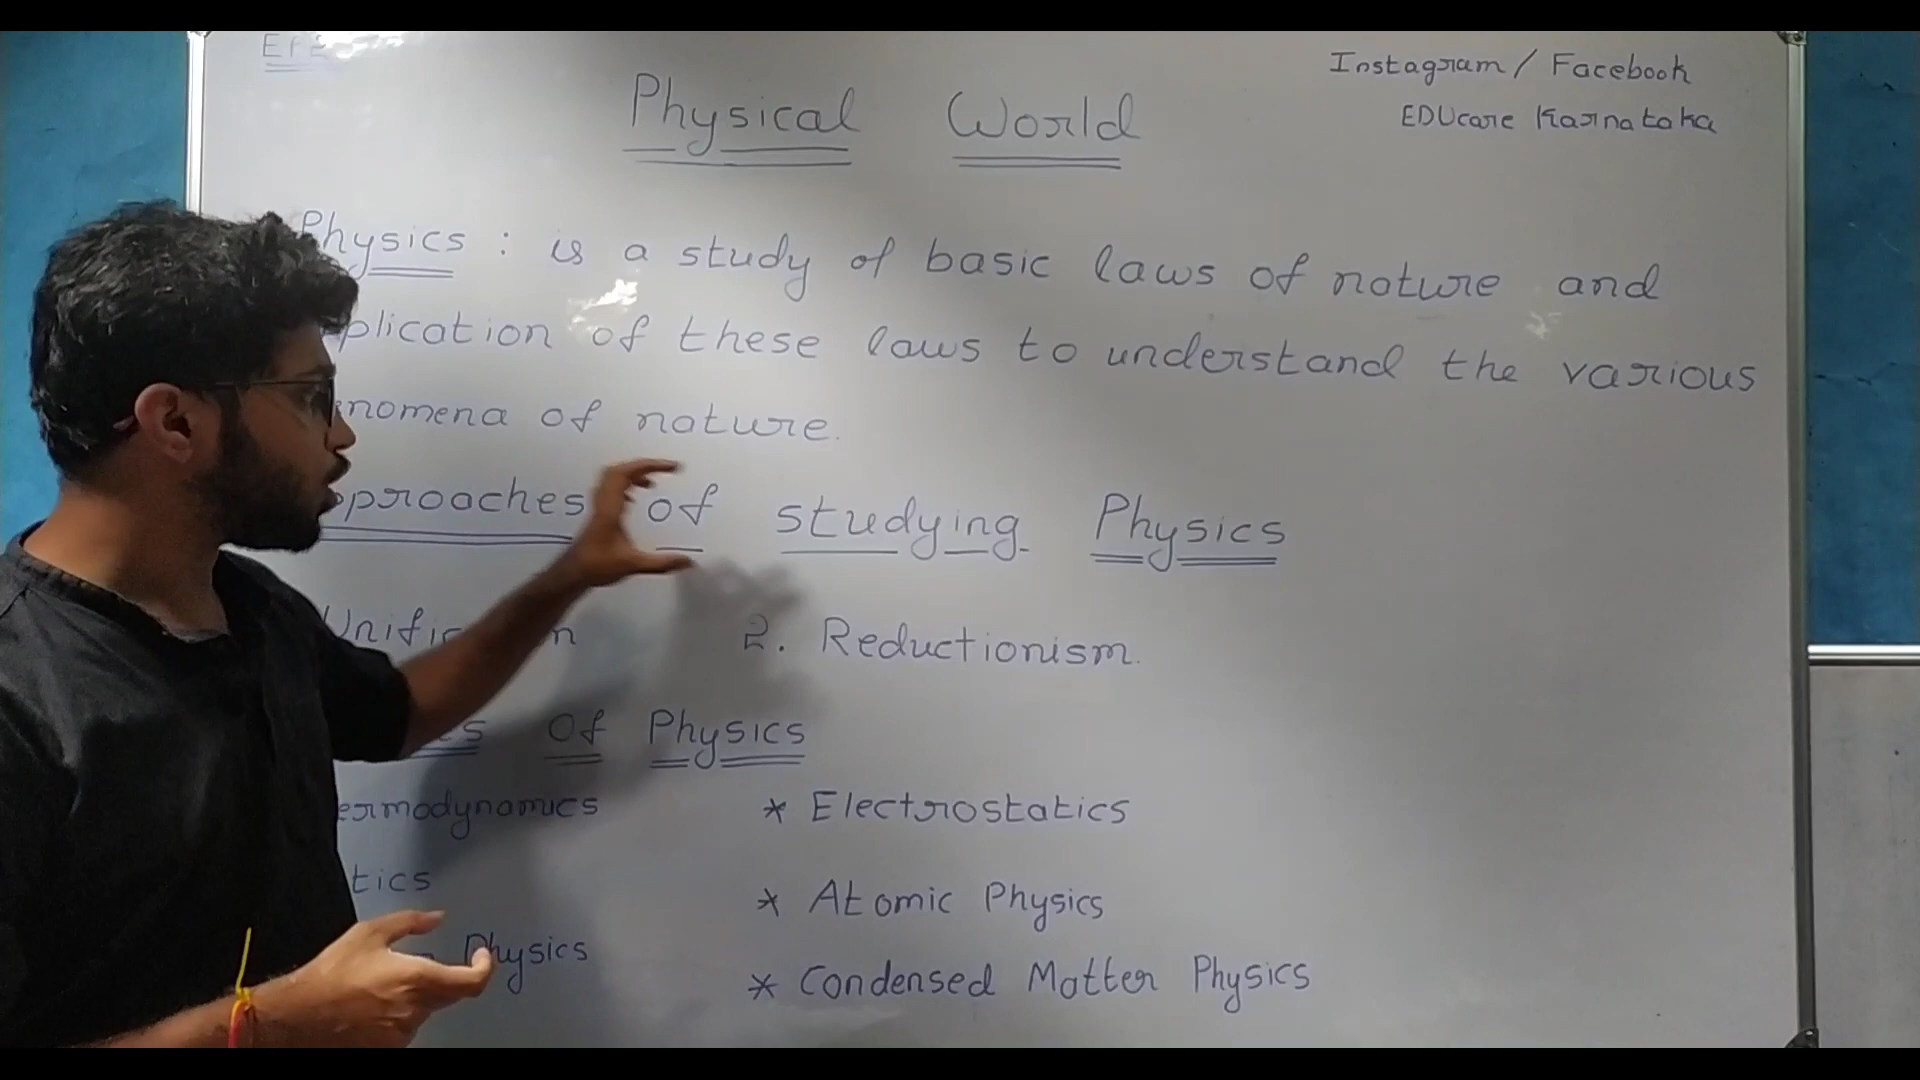 Instagram / Facebook
EDUcare Karnataka
Physical World
Physics : is a study of basic laws of nature and
plication of these laws to understand the various
nomena of nature.
pproaches of studying Physics
2. Reductionism.
Of Physics
ermodynamics * Electrostatics
tics * Atomic Physics
Physics * Condensed Matter Physics